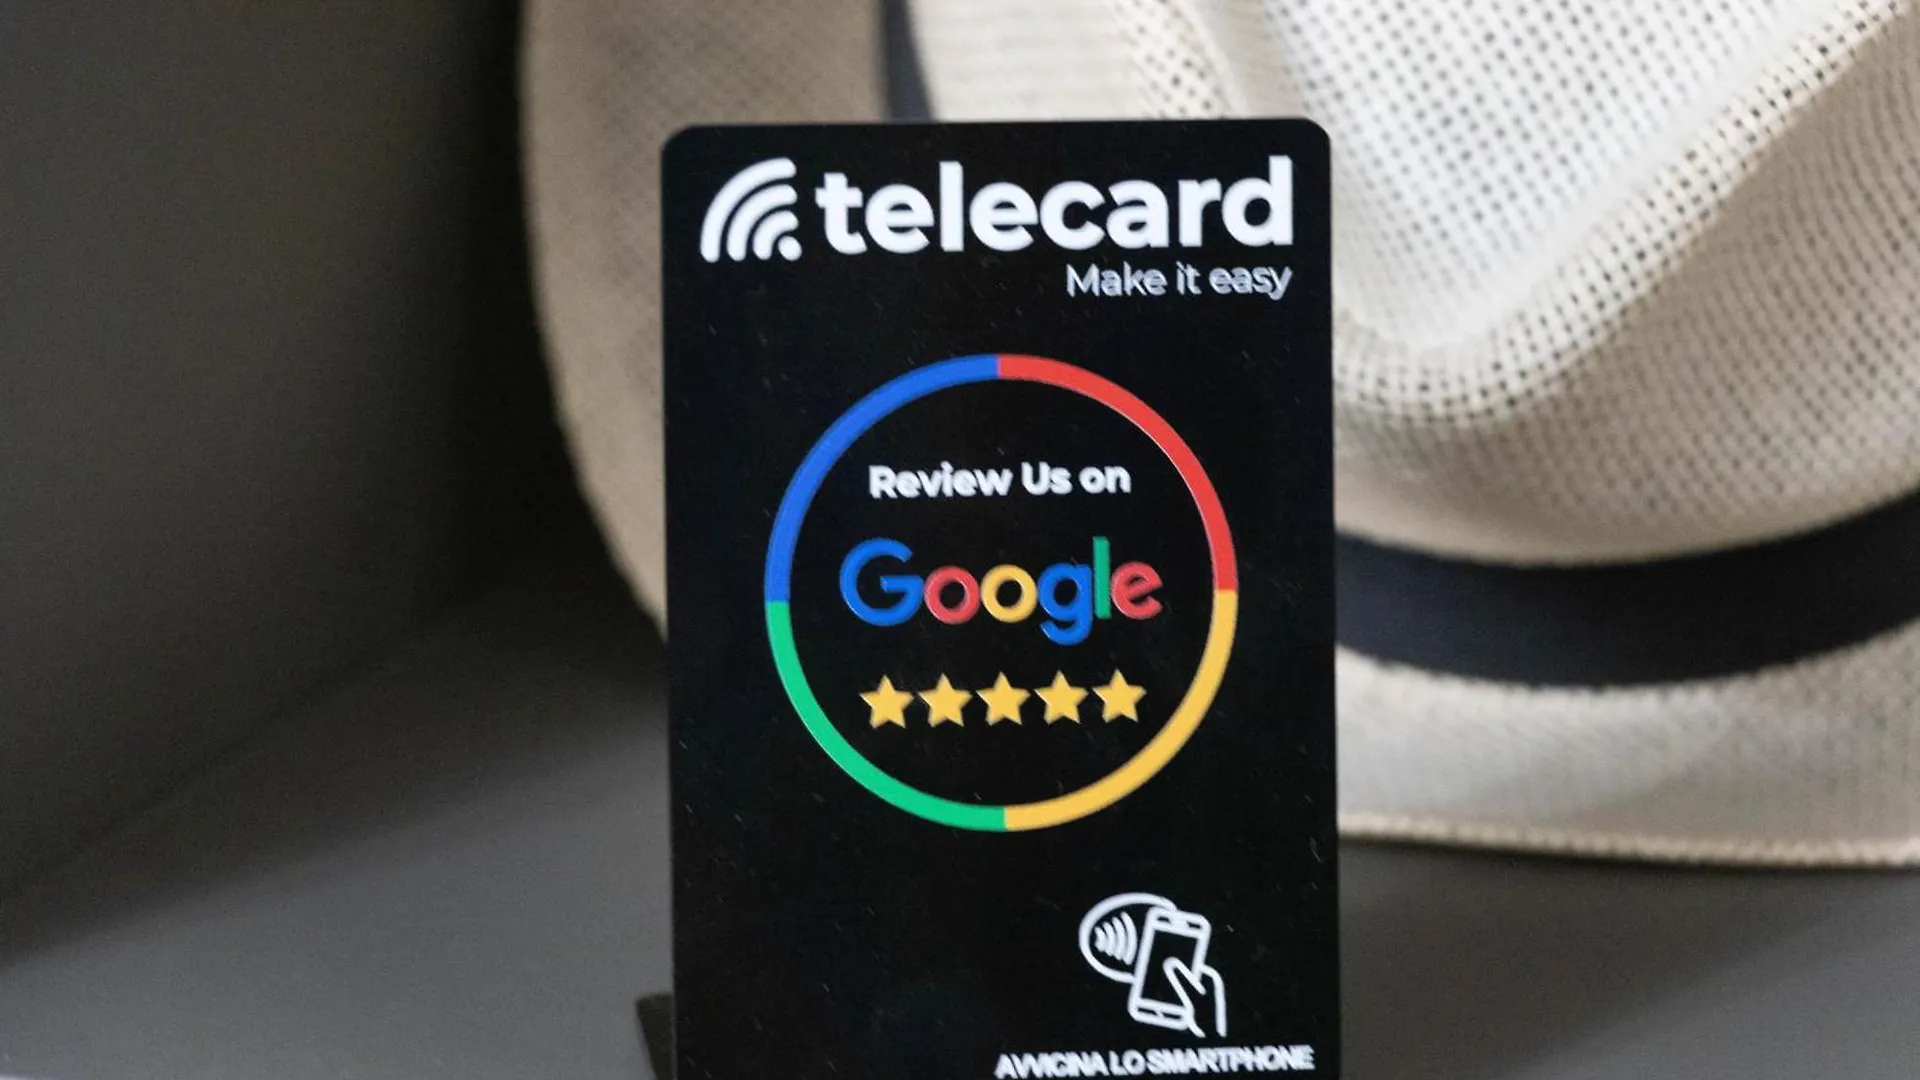 telecard
Make it easy
Review Us on
Google
AVVICINA LO SMARTPHONE